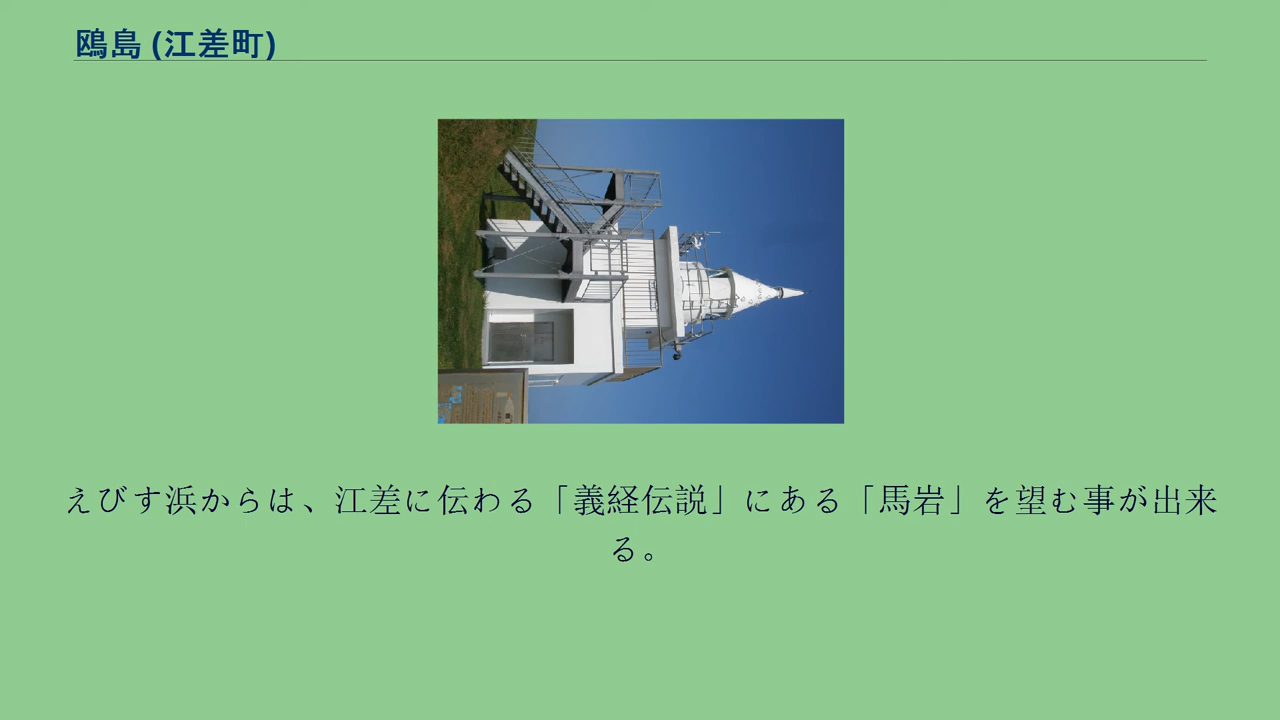 鴎島 (江差町)
えびす浜からは、江差に伝わる「義経伝説」にある「馬岩」を望む事が出来
る。